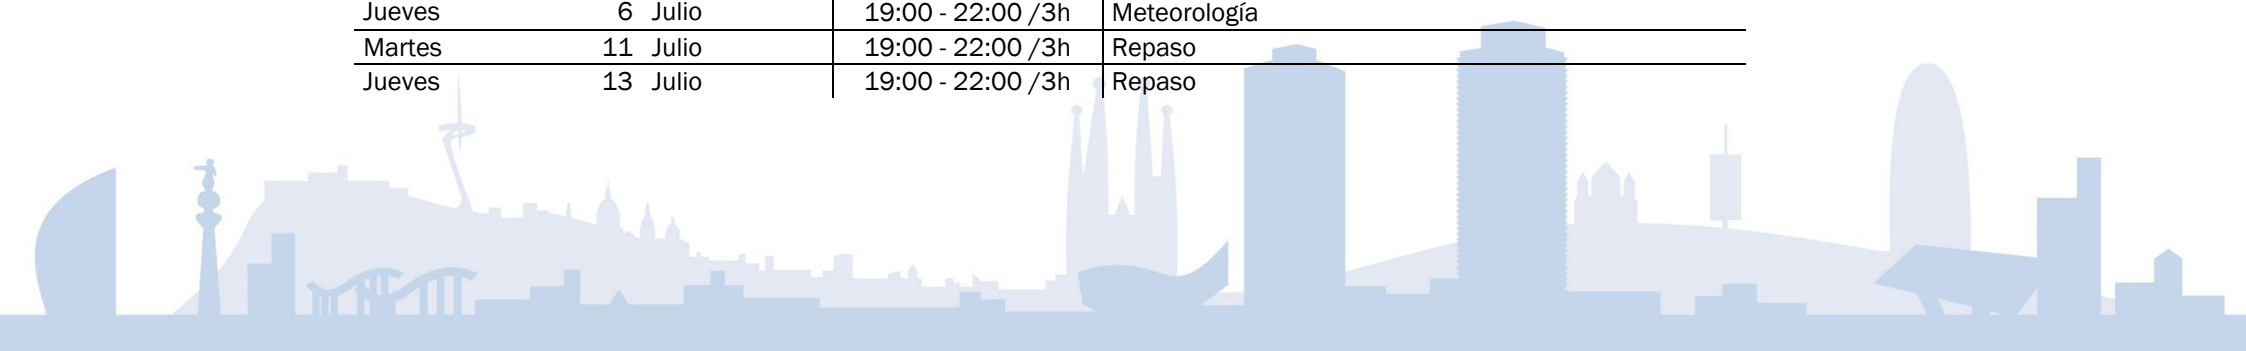 Jueves 6 Julio 19:00 - 22:00 /3h Meteorología
Martes 11 Julio 19:00 - 22:00 /3h Repaso
Jueves 13 Julio 19:00 - 22:00 /3h Repaso